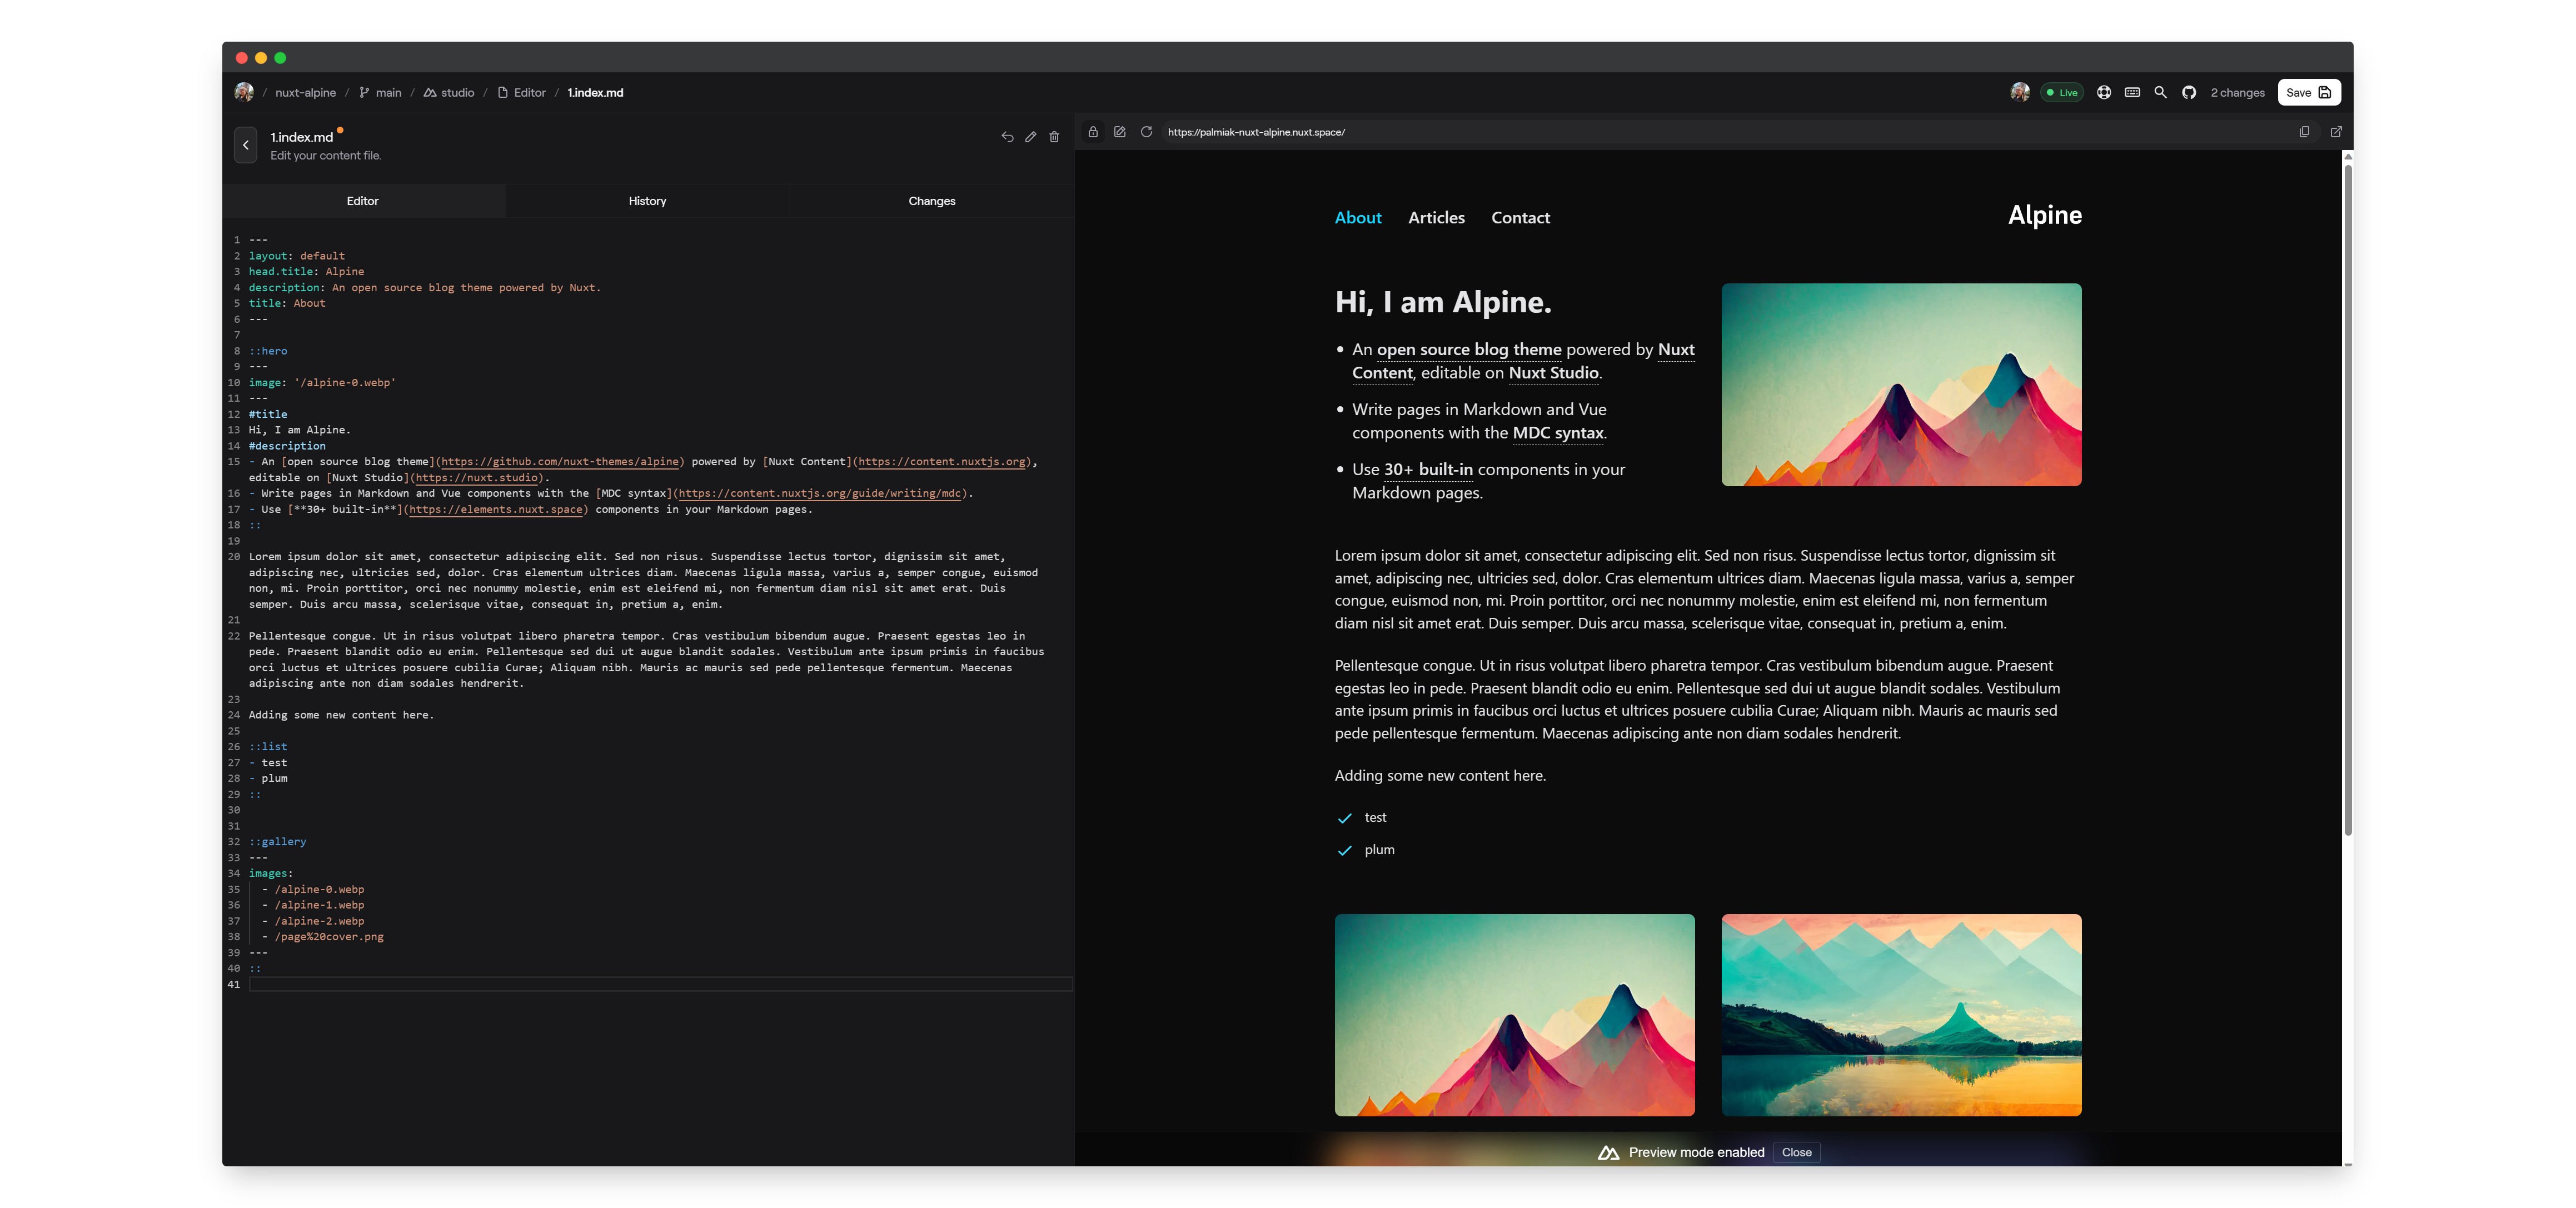 / nuxt-alpine / main / studio / Editor / 1.index.md
Live
2 changes
Save
1.index.md
Edit your content file.
Editor
History
Changes
1 ---
2 layout: default
3 head.title: Alpine
4 description: An open source blog theme powered by Nuxt.
5 title: About
6 ---
7
8 ::hero
9 ---
10 image: '/alpine-0.webp'
11 ---
12 #title
13 Hi, I am Alpine.
14 #description
15 - An [open source blog theme](https://github.com/nuxt-themes/alpine) powered by [Nuxt Content](https://content.nuxtjs.org),
editable on [Nuxt Studio](https://nuxt.studio).
16 - Write pages in Markdown and Vue components with the [MDC syntax](https://content.nuxtjs.org/guide/writing/mdc).
17 - Use [**30+ built-in**](https://elements.nuxt.space) components in your Markdown pages.
18 ::
19
20 Lorem ipsum dolor sit amet, consectetur adipiscing elit. Sed non risus. Suspendisse lectus tortor, dignissim sit amet,
adipiscing nec, ultricies sed, dolor. Cras elementum ultrices diam. Maecenas ligula massa, varius a, semper congue, euismod
non, mi. Proin porttitor, orci nec nonummy molestie, enim est eleifend mi, non fermentum diam nisl sit amet erat. Duis
semper. Duis arcu massa, scelerisque vitae, consequat in, pretium a, enim.
21
22 Pellentesque congue. Ut in risus volutpat libero pharetra tempor. Cras vestibulum bibendum augue. Praesent egestas leo in
pede. Praesent blandit odio eu enim. Pellentesque sed dui ut augue blandit sodales. Vestibulum ante ipsum primis in faucibus
orci luctus et ultrices posuere cubilia Curae; Aliquam nibh. Mauris ac mauris sed pede pellentesque fermentum. Maecenas
adipiscing ante non diam sodales hendrerit.
23
24 Adding some new content here.
25
26 ::list
27 - test
28 - plum
29 ::
30
31
32 ::gallery
33 ---
34 images:
35 - /alpine-0.webp
36 - /alpine-1.webp
37 - /alpine-2.webp
38 - /page%20cover.png
39 ---
40 ::
41
https://palmiak-nuxt-alpine.nuxt.space/
About
Articles
Contact
Alpine
Hi, I am Alpine.
• An open source blog theme powered by Nuxt
Content, editable on Nuxt Studio.
• Write pages in Markdown and Vue
components with the MDC syntax.
• Use 30+ built-in components in your
Markdown pages.
Lorem ipsum dolor sit amet, consectetur adipiscing elit. Sed non risus. Suspendisse lectus tortor, dignissim sit
amet, adipiscing nec, ultricies sed, dolor. Cras elementum ultrices diam. Maecenas ligula massa, varius a, semper
congue, euismod non, mi. Proin porttitor, orci nec nonummy molestie, enim est eleifend mi, non fermentum
diam nisl sit amet erat. Duis semper. Duis arcu massa, scelerisque vitae, consequat in, pretium a, enim.
Pellentesque congue. Ut in risus volutpat libero pharetra tempor. Cras vestibulum bibendum augue. Praesent
egestas leo in pede. Praesent blandit odio eu enim. Pellentesque sed dui ut augue blandit sodales. Vestibulum
ante ipsum primis in faucibus orci luctus et ultrices posuere cubilia Curae; Aliquam nibh. Mauris ac mauris sed
pede pellentesque fermentum. Maecenas adipiscing ante non diam sodales hendrerit.
Adding some new content here.
test
plum
Preview mode enabled
Close